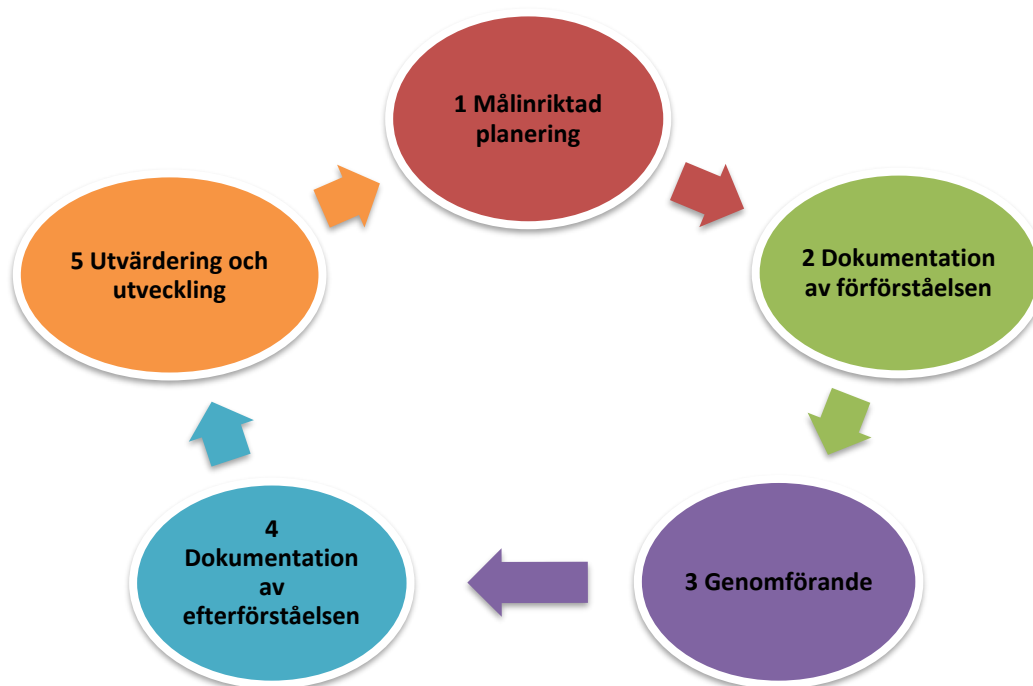 1 Målinriktad
planering
2 Dokumentation
av förförståelsen
3 Genomförande
4
Dokumentation
av
efterförståelsen
5 Utvärdering och
utveckling